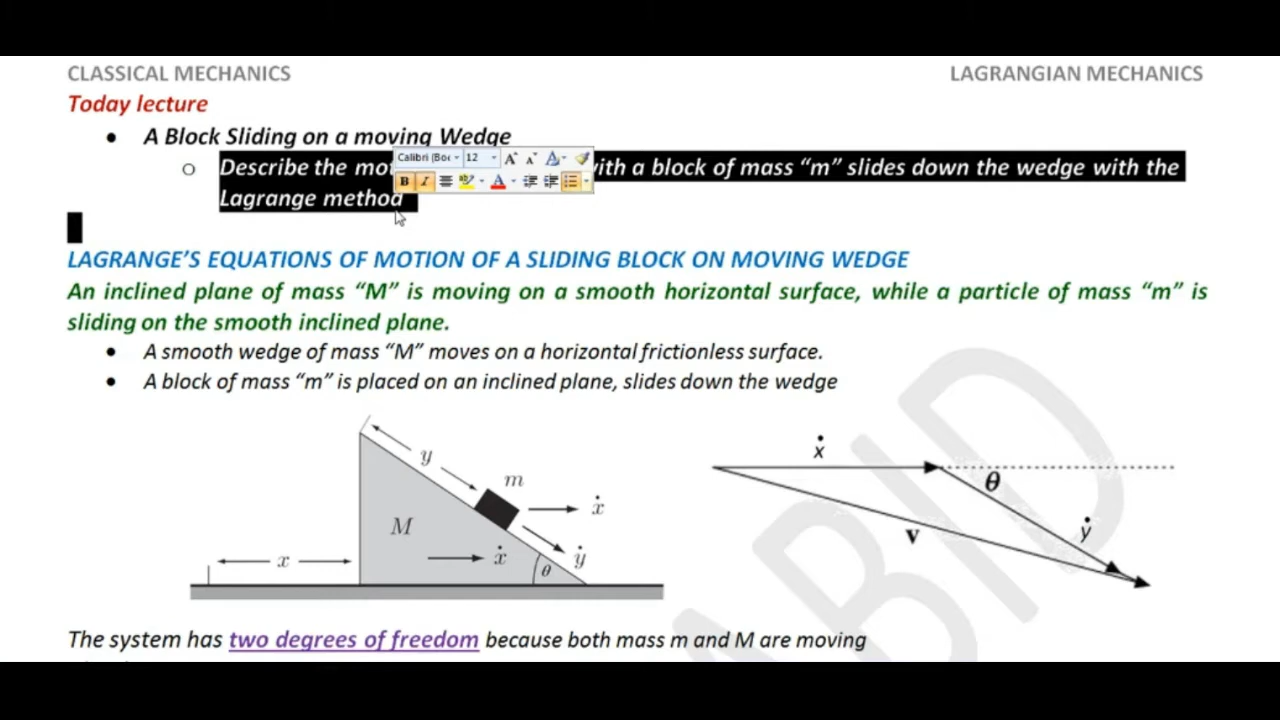 CLASSICAL MECHANICS LAGRANGIAN MECHANICS
Today lecture
• A Block Sliding on a moving Wedge
Calibri (Boc 12
o Describe the with a block of mass “m” slides down the wedge with the
Lagrange method
LAGRANGE’S EQUATIONS OF MOTION OF A SLIDING BLOCK ON MOVING WEDGE
An inclined plane of mass “M” is moving on a smooth horizontal surface, while a particle of mass “m” is
sliding on the smooth inclined plane.
• A smooth wedge of mass “M” moves on a horizontal frictionless surface.
• A block of mass “m” is placed on an inclined plane, slides down the wedge
y
m
ẋ
M
ẋ
ẏ
θ
x
ẋ
θ
ẏ
v
The system has two degrees of freedom because both mass m and M are moving